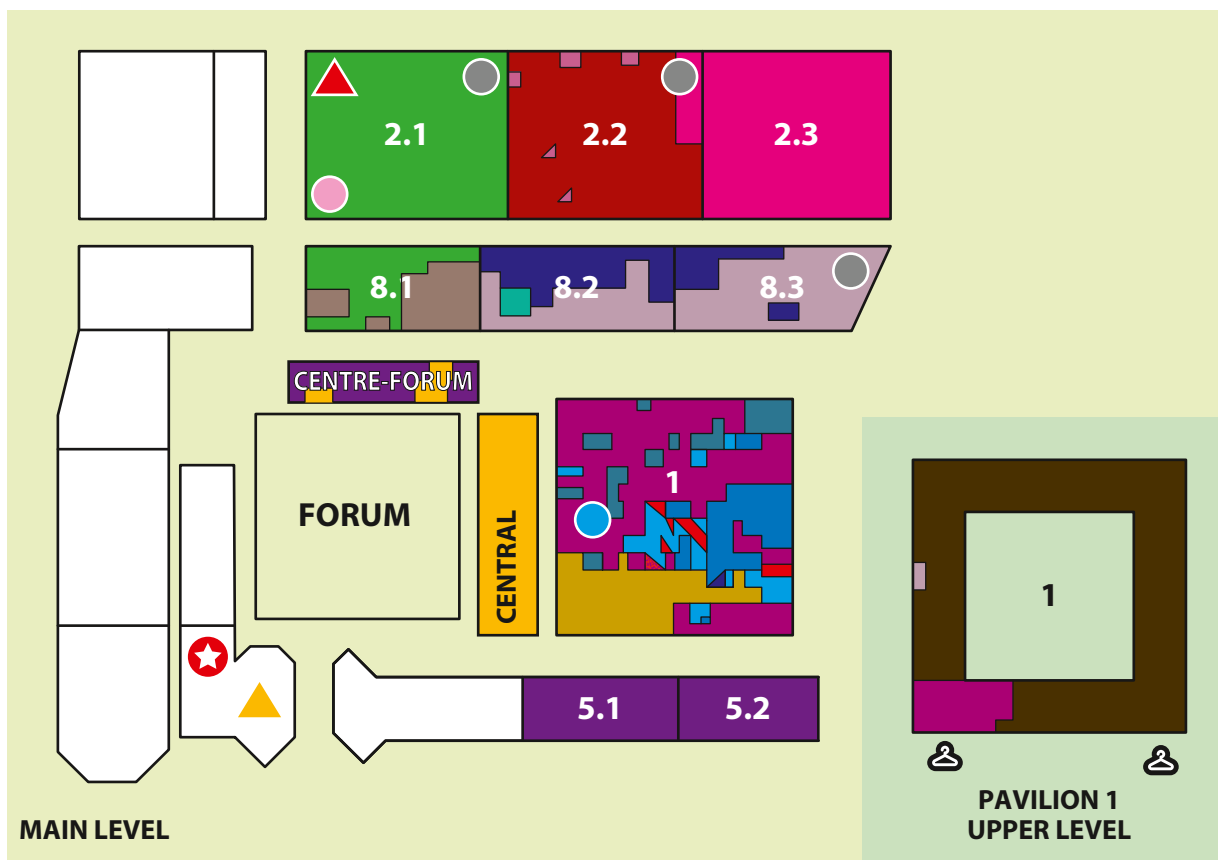 2.1
2.2
2.3
8.1
8.2
8.3
CENTRE-FORUM
FORUM
CENTRAL
1
5.1
5.2
1
MAIN LEVEL
PAVILION 1
UPPER LEVEL